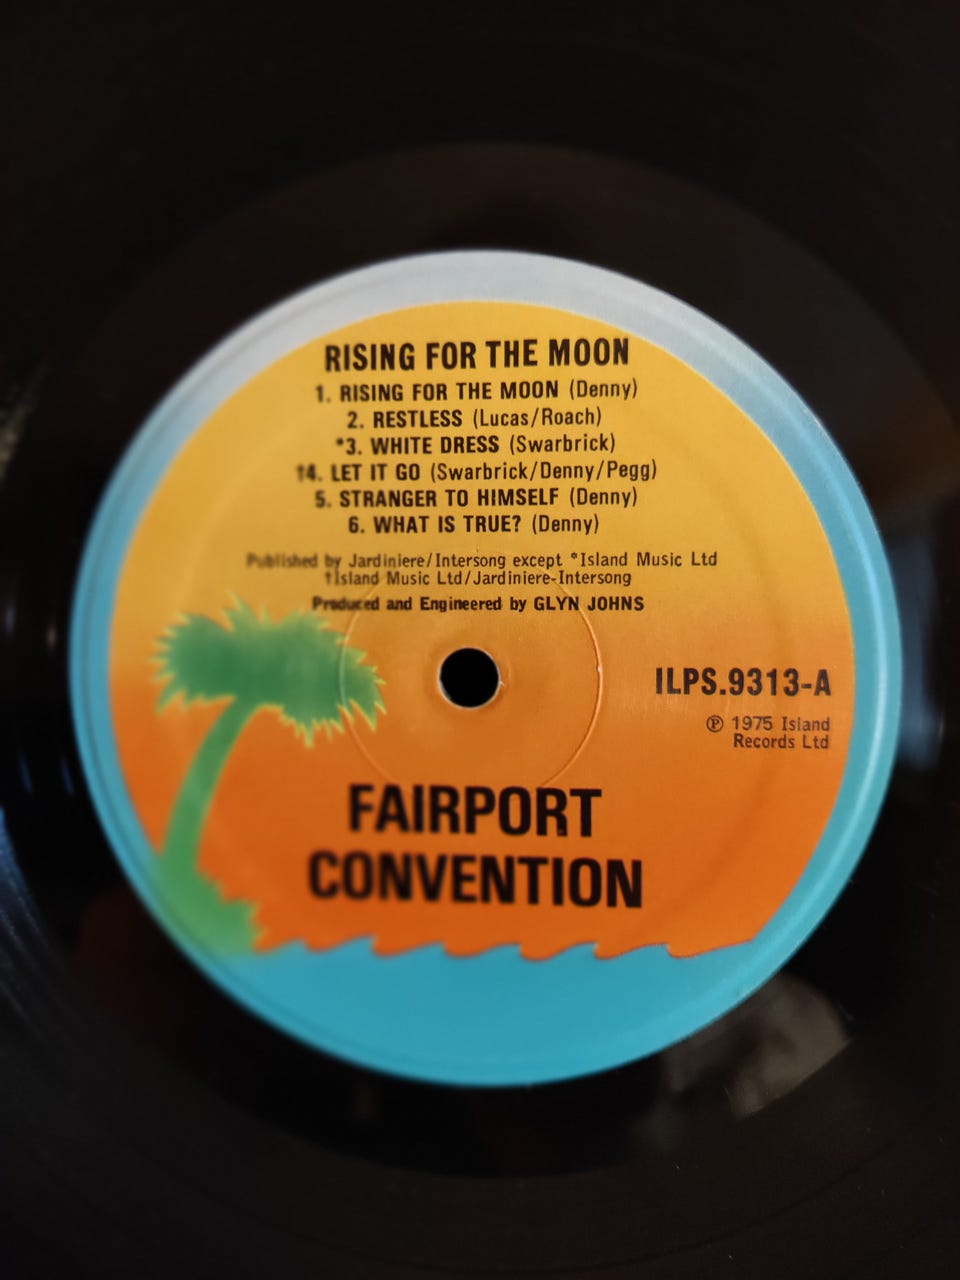 RISING FOR THE MOON
1. RISING FOR THE MOON (Denny)
2. RESTLESS (Lucas/Roach)
*3. WHITE DRESS (Swarbrick)
†4. LET IT GO (Swarbrick/Denny/Pegg)
5. STRANGER TO HIMSELF (Denny)
6. WHAT IS TRUE? (Denny)
Published by Jardiniere/Intersong except *Island Music Ltd
†Island Music Ltd/Jardiniere-Intersong
Produced and Engineered by GLYN JOHNS
ILPS.9313-A
℗ 1975 Island
Records Ltd
FAIRPORT
CONVENTION